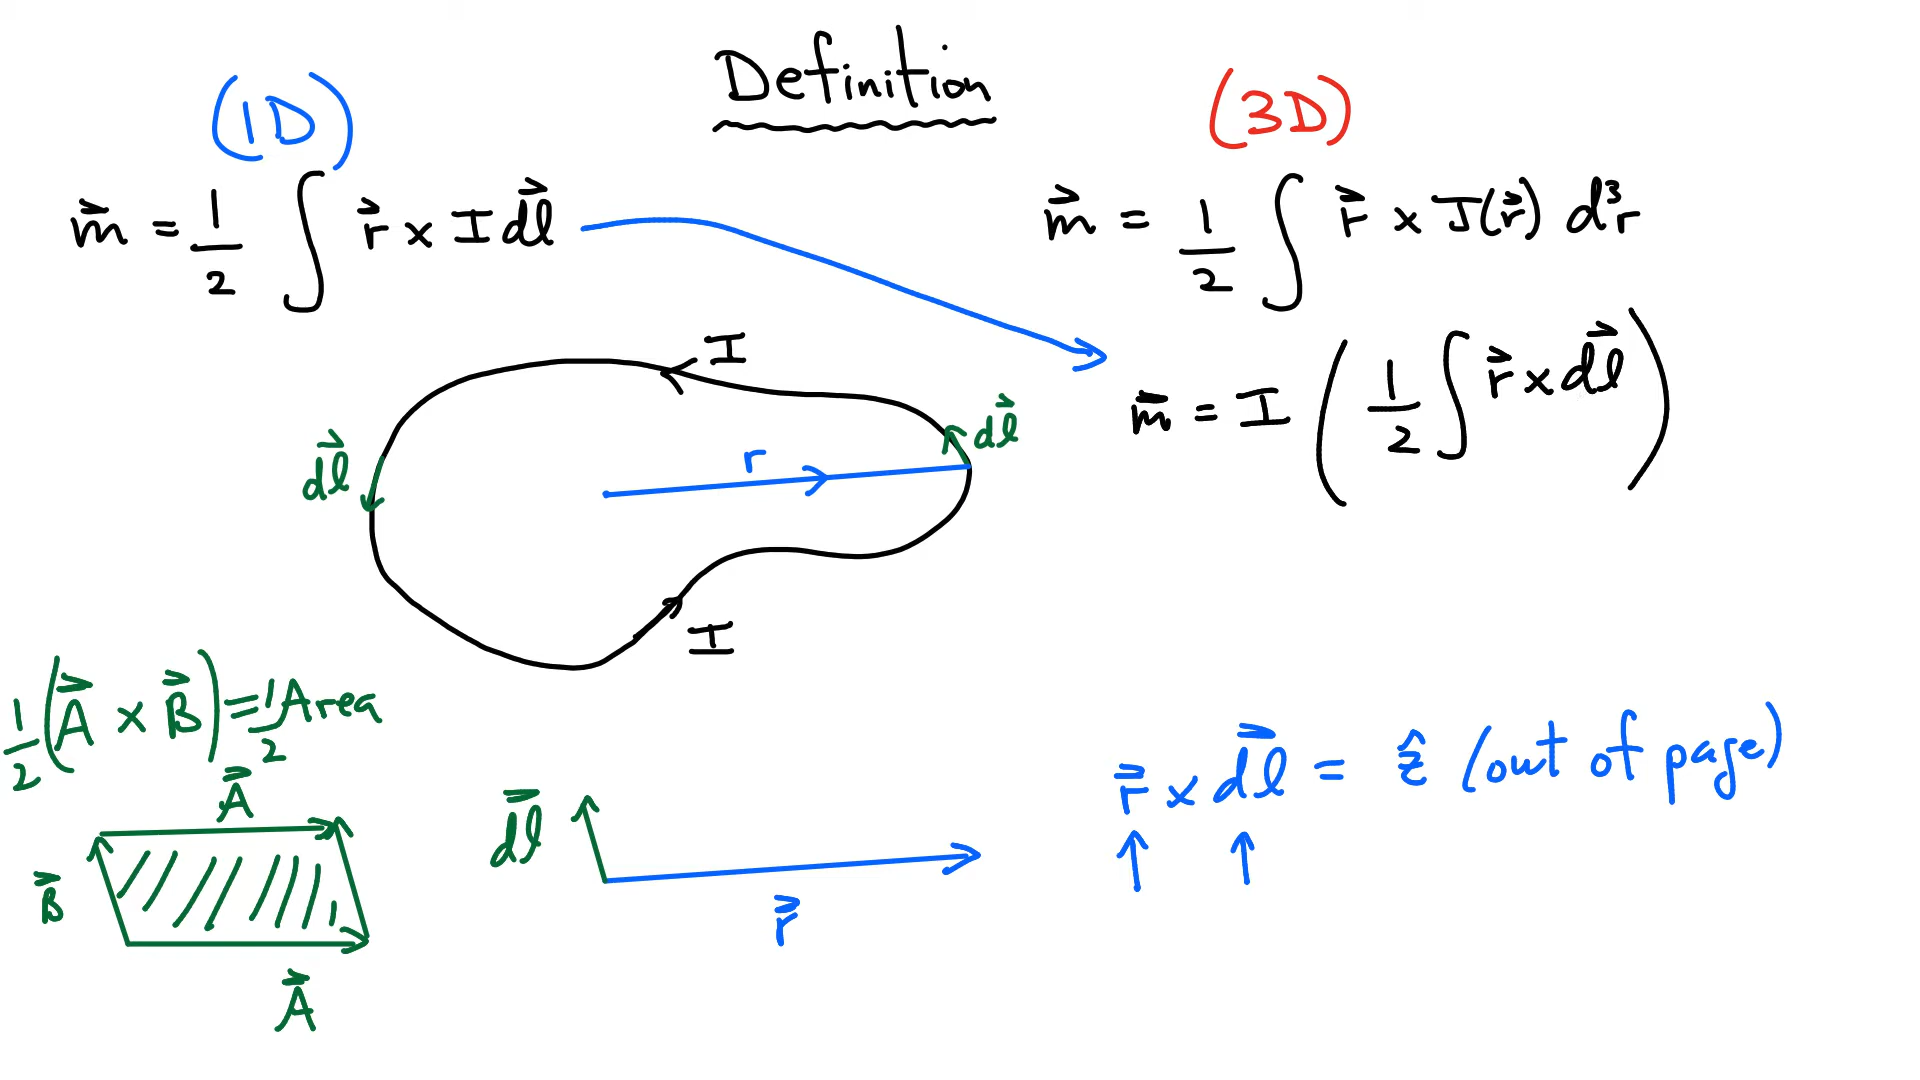 Definition
(1D)
(3D)
m⃗ = 1/2 ∫ r⃗ x I dl⃗
m⃗ = 1/2 ∫ r⃗ x J(r⃗) d³r
m⃗ = I ( 1/2 ∫ r⃗ x dl⃗ )
I
dl⃗
r
dl⃗
I
1/2 (A⃗ x B⃗) = 1/2 Area
A⃗
B⃗
A⃗
dl⃗
r⃗
r⃗ x dl⃗ = ẑ (out of page)